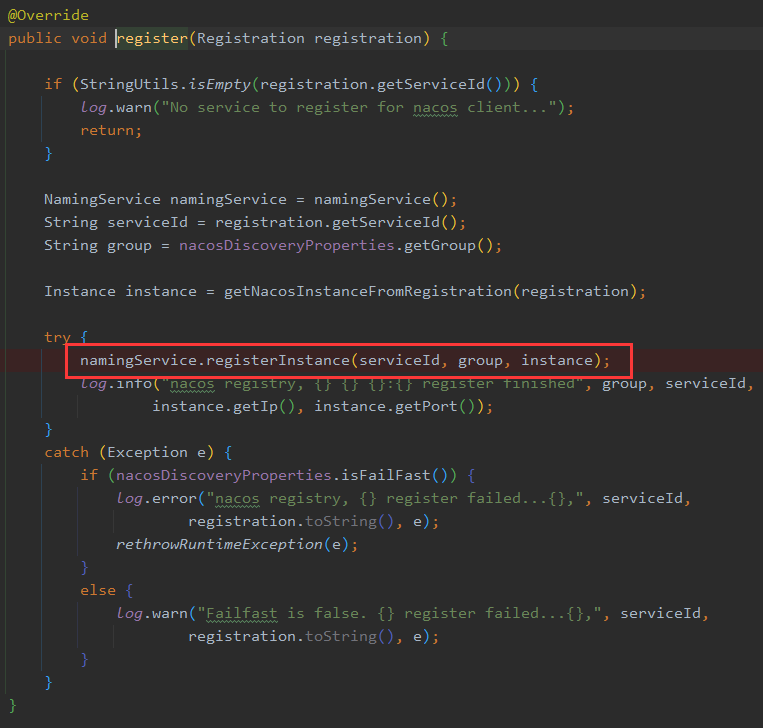 @Override
public void register(Registration registration) {
if (StringUtils.isEmpty(registration.getServiceId())) {
log.warn("No service to register for nacos client...");
return;
}
NamingService namingService = namingService();
String serviceId = registration.getServiceId();
String group = nacosDiscoveryProperties.getGroup();
Instance instance = getNacosInstanceFromRegistration(registration);
try {
namingService.registerInstance(serviceId, group, instance);
log.info("nacos registry, {} {} {}:{} register finished", group, serviceId,
instance.getIp(), instance.getPort());
}
catch (Exception e) {
if (nacosDiscoveryProperties.isFailFast()) {
log.error("nacos registry, {} register failed...{},", serviceId,
registration.toString(), e);
rethrowRuntimeException(e);
}
else {
log.warn("Failfast is false. {} register failed...{},", serviceId,
registration.toString(), e);
}
}
}